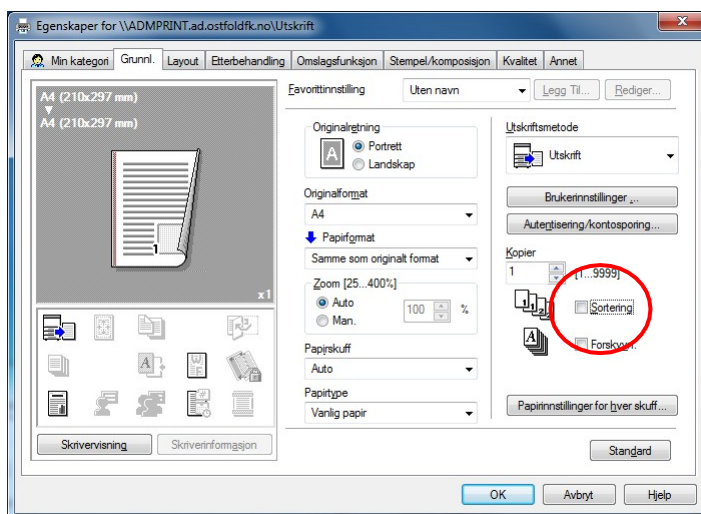 Egenskaper for \\ADMPRINT.ad.ostfoldfk.no\Utskrift
Min kategori Grunnl. Layout Etterbehandling Omslagsfunksjon Stempel/komposisjon Kvalitet Annet
A4 (210x297 mm)
A4 (210x297 mm)
1
x1
Skrivervisning
Skriverinformasjon
Favorittinnstilling
Uten navn
Legg Til...
Rediger...
Originalretning
A
Portrett
Landskap
Originalformat
A4
Papirformat
Samme som originalt format
Zoom [25...400%]
Auto
Man.
100
%
Papirskuff
Auto
Papirtype
Vanlig papir
Utskriftsmetode
Utskrift
Brukerinnstillinger ...
Autentisering/kontosporing...
Kopier
1
[1...9999]
Sortering
Papirinnstillinger for hver skuff...
Standard
OK
Avbryt
Hjelp